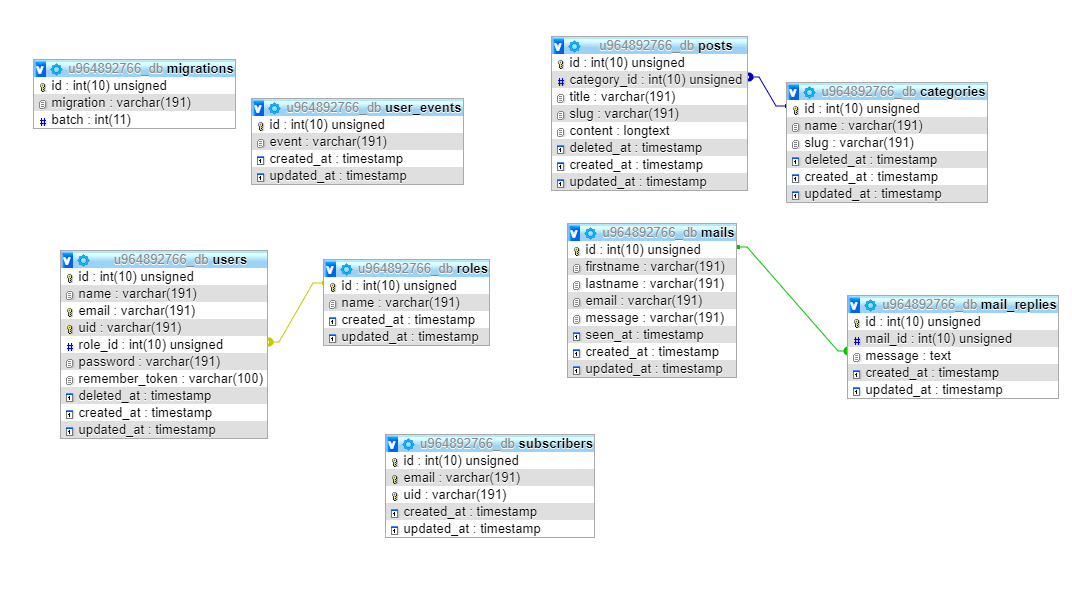 u964892766_db migrations
id : int(10) unsigned
migration : varchar(191)
batch : int(11)
u964892766_db user_events
id : int(10) unsigned
event : varchar(191)
created_at : timestamp
updated_at : timestamp
u964892766_db posts
id : int(10) unsigned
category_id : int(10) unsigned
title : varchar(191)
slug : varchar(191)
content : longtext
deleted_at : timestamp
created_at : timestamp
updated_at : timestamp
u964892766_db categories
id : int(10) unsigned
name : varchar(191)
slug : varchar(191)
deleted_at : timestamp
created_at : timestamp
updated_at : timestamp
u964892766_db users
id : int(10) unsigned
name : varchar(191)
email : varchar(191)
uid : varchar(191)
role_id : int(10) unsigned
password : varchar(191)
remember_token : varchar(100)
deleted_at : timestamp
created_at : timestamp
updated_at : timestamp
u964892766_db roles
id : int(10) unsigned
name : varchar(191)
created_at : timestamp
updated_at : timestamp
u964892766_db mails
id : int(10) unsigned
firstname : varchar(191)
lastname : varchar(191)
email : varchar(191)
message : varchar(191)
seen_at : timestamp
created_at : timestamp
updated_at : timestamp
u964892766_db mail_replies
id : int(10) unsigned
mail_id : int(10) unsigned
message : text
created_at : timestamp
updated_at : timestamp
u964892766_db subscribers
id : int(10) unsigned
email : varchar(191)
uid : varchar(191)
created_at : timestamp
updated_at : timestamp